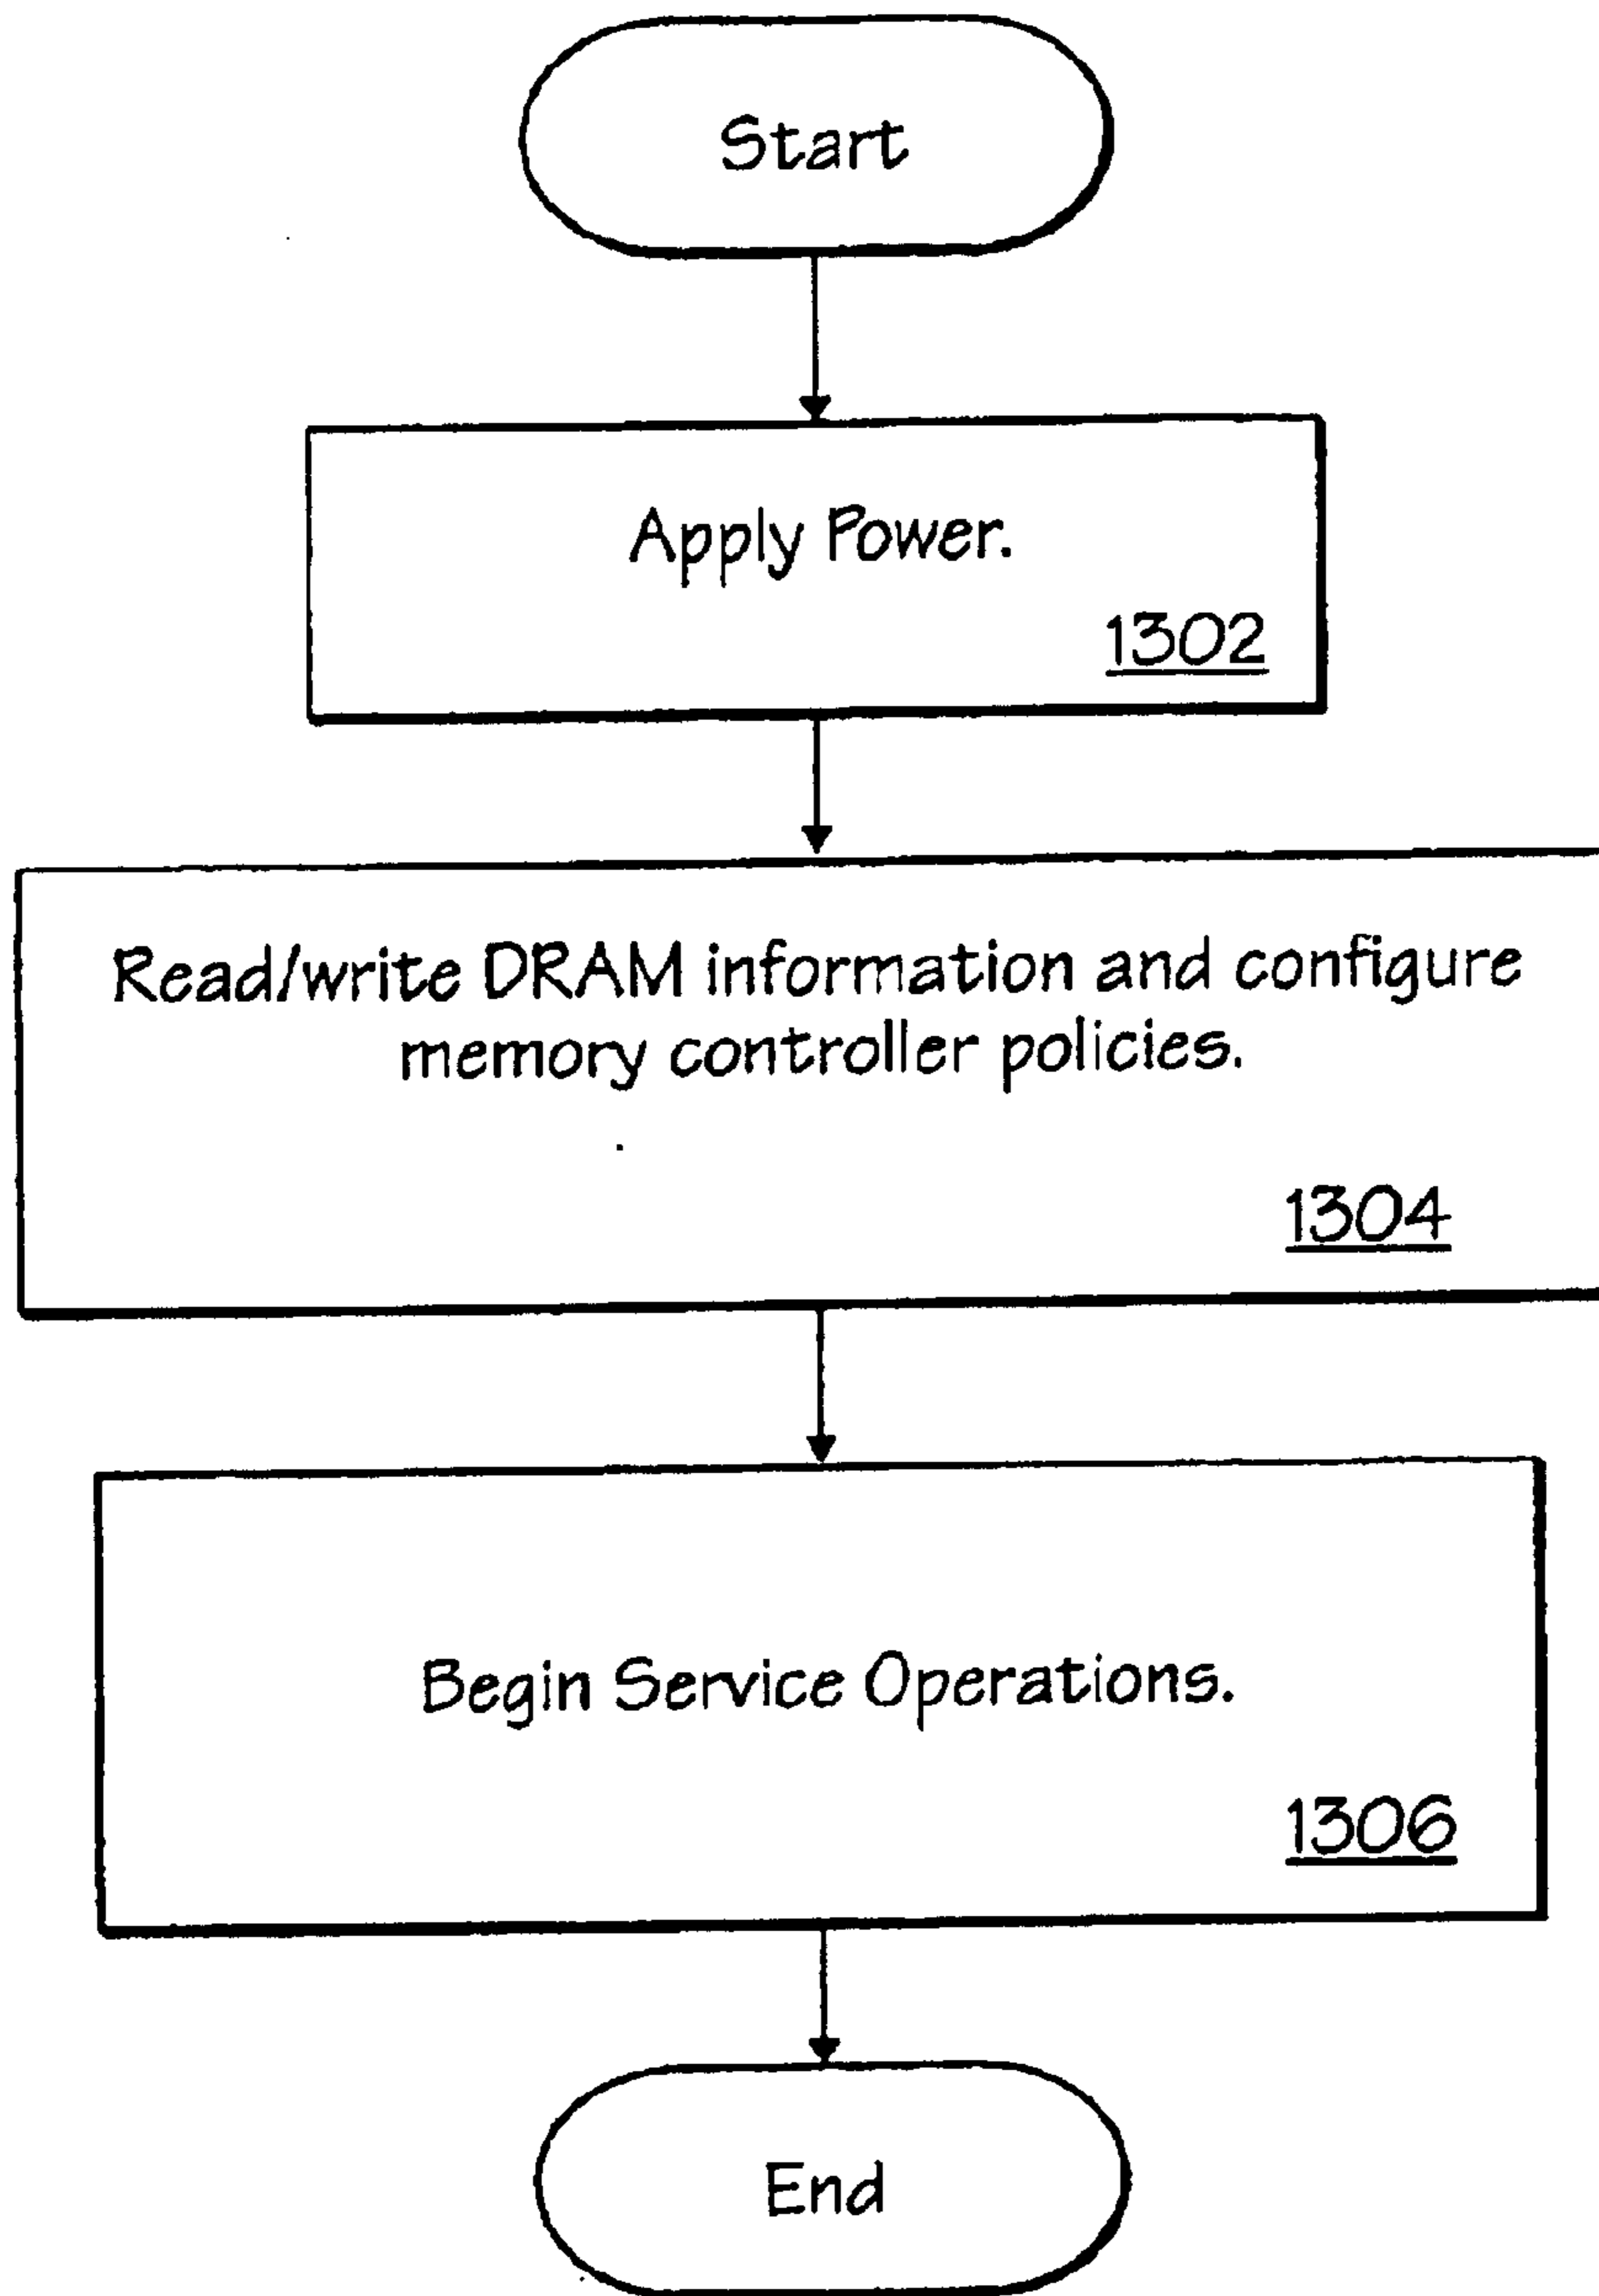 Start
Apply Power.
1302
Read/write DRAM information and configure
memory controller policies.
1304
Begin Service Operations.
1306
End